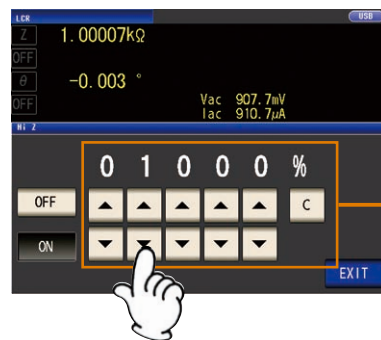 LCR USB
Z 1.00007kΩ
OFF
θ -0.003 °
OFF Vac 907.7mV
Iac 910.7μA
Hi Z
0 1 0 0 0 %
OFF C
ON
EXIT